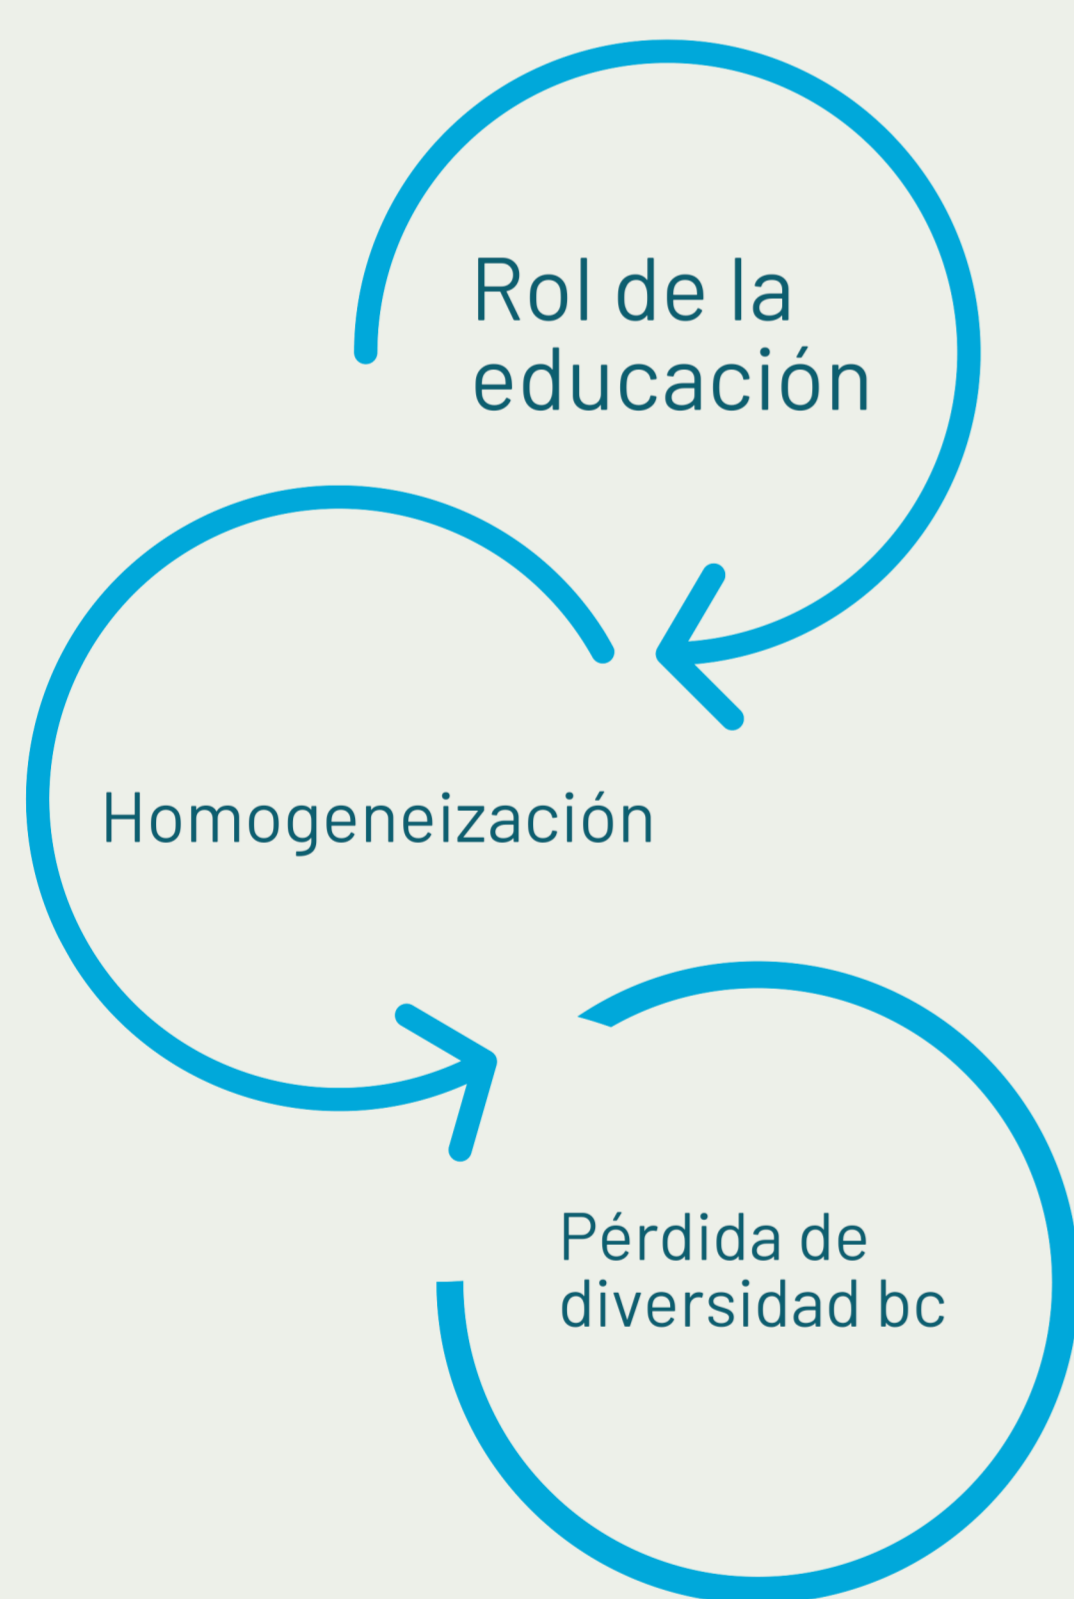 Rol de la
educación
Homogeneización
Pérdida de
diversidad bc